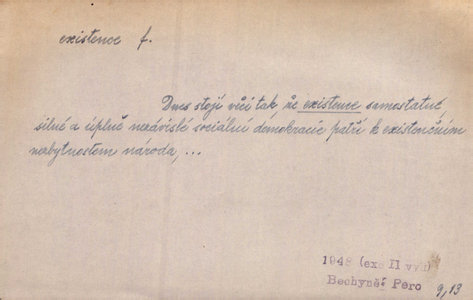 existence f.
Dnes stojí věci tak, že existence samostatné,
silné a úplně nezávislé sociální demokracie patří k existenčním
nezbytnostem národa, ...
1948 (exc II vyd)
Bechyně: Pero
9,13